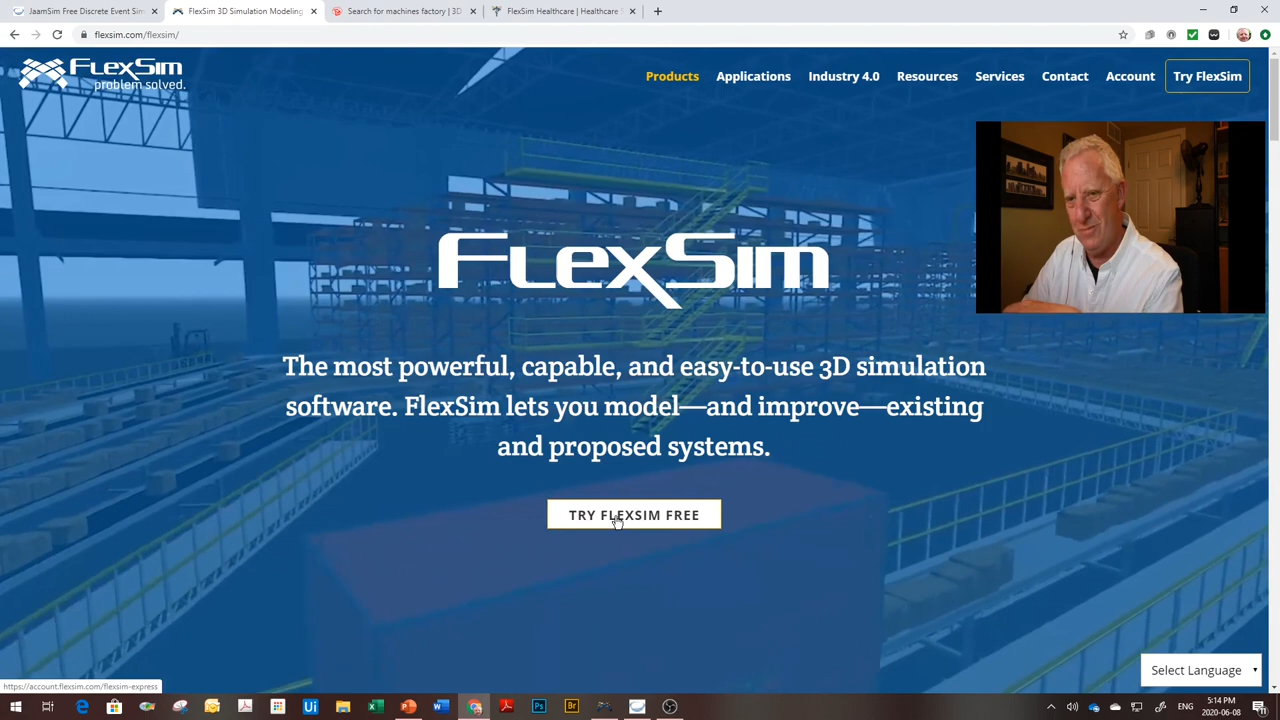 JaamSim Free Discrete Event Sim
FlexSim 3D Simulation Modeling
Search for machines factory | 3D
FlexSim Healthcare | Healthcare S
flexsim.com/flexsim/
FLEXSIM
problem solved.
Products
Applications
Industry 4.0
Resources
Services
Contact
Account
Try FlexSim
FLEXSIM
The most powerful, capable, and easy-to-use 3D simulation
software. FlexSim lets you model—and improve—existing
and proposed systems.
TRY FLEXSIM FREE
Select Language
https://account.flexsim.com/flexsim-express
Ui
Ps
Br
ENG
5:14 PM
2020-06-08